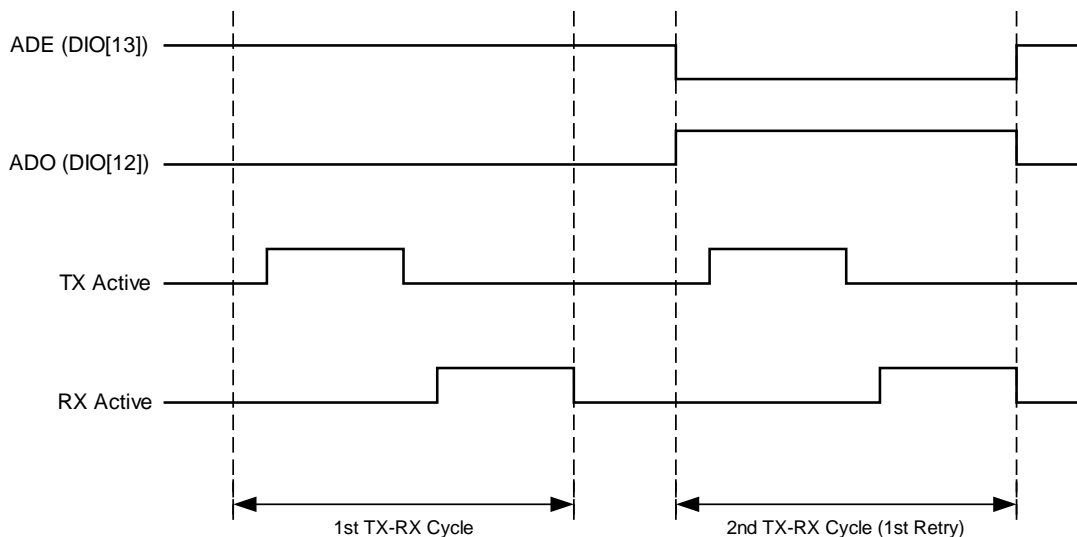 ADE (DIO[13])
ADO (DIO[12])
TX Active
RX Active
1st TX-RX Cycle
2nd TX-RX Cycle (1st Retry)